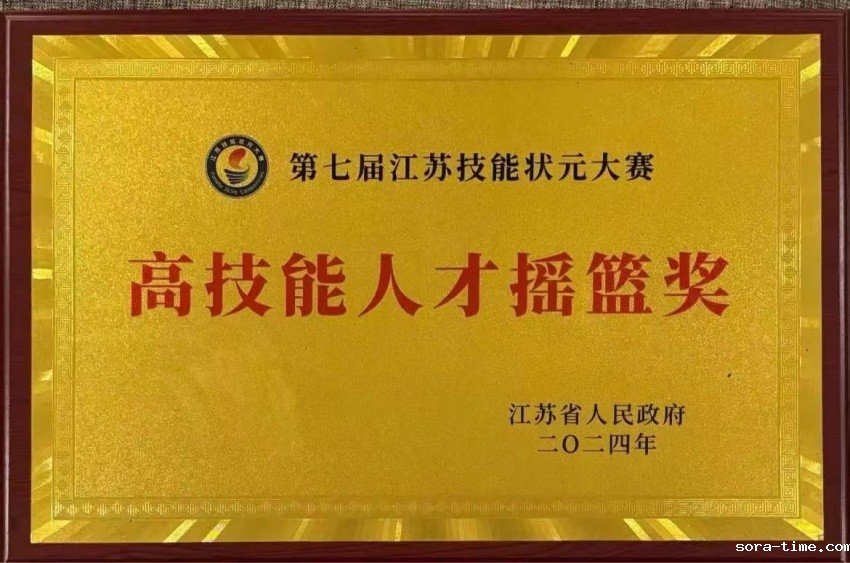 第七届江苏技能状元大赛
高技能人才摇篮奖
江苏省人民政府
二〇二四年
sora-time.com